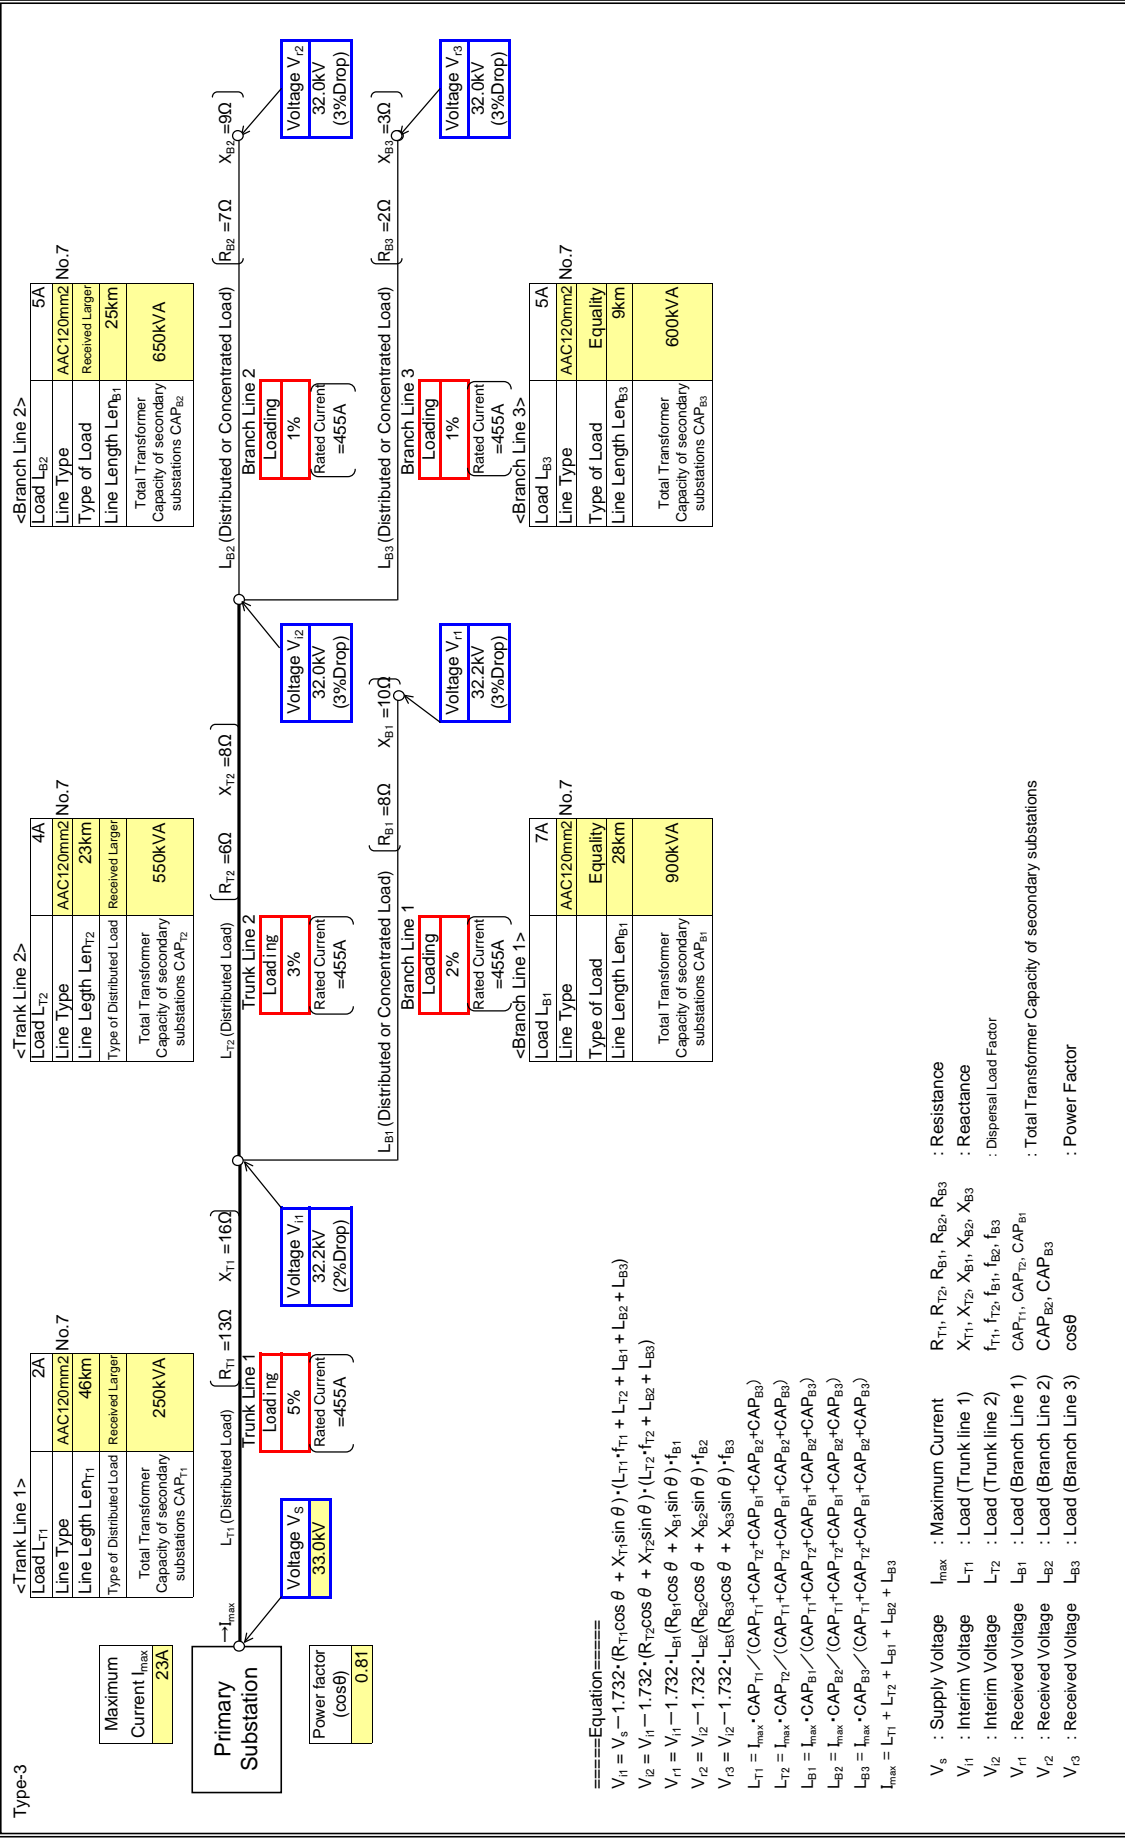 Type-3
Maximum
Current Imax
23A
Primary
Substation
Power factor
(cosθ)
0.81
→Imax
Voltage VS
33.0kV
<Trank Line 1>
Load LT1 2A
Line Type AAC120mm2 No.7
Line Legth LenT1 46km
Type of Distributed Load Received Larger
Total Transformer
Capacity of secondary
substations CAPT1
250kVA
LT1 (Distributed Load) RT1 =13Ω XT1 =16Ω
Trunk Line 1
Loading
5%
Rated Current
=455A
Voltage Vi1
32.2kV
(2%Drop)
<Trank Line 2>
Load LT2 4A
Line Type AAC120mm2 No.7
Line Legth LenT2 23km
Type of Distributed Load Received Larger
Total Transformer
Capacity of secondary
substations CAPT2
550kVA
LT2 (Distributed Load) RT2 =6Ω XT2 =8Ω
Trunk Line 2
Loading
3%
Rated Current
=455A
Voltage Vi2
32.0kV
(3%Drop)
LB1 (Distributed or Concentrated Load) RB1 =8Ω XB1 =10Ω
Branch Line 1
Loading
2%
Rated Current
=455A
Voltage Vr1
32.2kV
(3%Drop)
<Branch Line 1>
Load LB1 7A
Line Type AAC120mm2 No.7
Type of Load Equality
Line Length LenB1 28km
Total Transformer
Capacity of secondary
substations CAPB1
900kVA
<Branch Line 2>
Load LB2 5A
Line Type AAC120mm2 No.7
Type of Load Received Larger
Line Length LenB1 25km
Total Transformer
Capacity of secondary
substations CAPB2
650kVA
LB2 (Distributed or Concentrated Load) RB2 =7Ω XB2 =9Ω
Branch Line 2
Loading
1%
Rated Current
=455A
Voltage Vr2
32.0kV
(3%Drop)
LB3 (Distributed or Concentrated Load) RB3 =2Ω XB3 =3Ω
Branch Line 3
Loading
1%
Rated Current
=455A
Voltage Vr3
32.0kV
(3%Drop)
<Branch Line 3>
Load LB3 5A
Line Type AAC120mm2 No.7
Type of Load Equality
Line Length LenB3 9km
Total Transformer
Capacity of secondary
substations CAPB3
600kVA
=====Equation=====
Vi1 = Vs－1.732・(RT1cos θ + XT1sin θ)・(LT1・fT1 + LT2 + LB1 + LB2 + LB3)
Vi2 = Vi1－1.732・(RT2cos θ + XT2sin θ)・(LT2・fT2 + LB2 + LB3)
Vr1 = Vi1－1.732・LB1(RB1cos θ + XB1sin θ)・fB1
Vr2 = Vi2－1.732・LB2(RB2cos θ + XB2sin θ)・fB2
Vr3 = Vi2－1.732・LB3(RB3cos θ + XB3sin θ)・fB3
LT1 = Imax・CAPT1／(CAPT1+CAPT2+CAPB1+CAPB2+CAPB3)
LT2 = Imax・CAPT2／(CAPT1+CAPT2+CAPB1+CAPB2+CAPB3)
LB1 = Imax・CAPB1／(CAPT1+CAPT2+CAPB1+CAPB2+CAPB3)
LB2 = Imax・CAPB2／(CAPT1+CAPT2+CAPB1+CAPB2+CAPB3)
LB3 = Imax・CAPB3／(CAPT1+CAPT2+CAPB1+CAPB2+CAPB3)
Imax = LT1 + LT2 + LB1 + LB2 + LB3
Vs : Supply Voltage Imax : Maximum Current RT1, RT2, RB1, RB2, RB3 : Resistance
Vi1 : Interim Voltage LT1 : Load (Trunk line 1) XT1, XT2, XB1, XB2, XB3 : Reactance
Vi2 : Interim Voltage LT2 : Load (Trunk line 2) fT1, fT2, fB1, fB2, fB3 : Dispersal Load Factor
Vr1 : Received Voltage LB1 : Load (Branch Line 1) CAPT1, CAPT2, CAPB1 : Total Transformer Capacity of secondary substations
Vr2 : Received Voltage LB2 : Load (Branch Line 2) CAPB2, CAPB3
Vr3 : Received Voltage LB3 : Load (Branch Line 3) cosθ : Power Factor